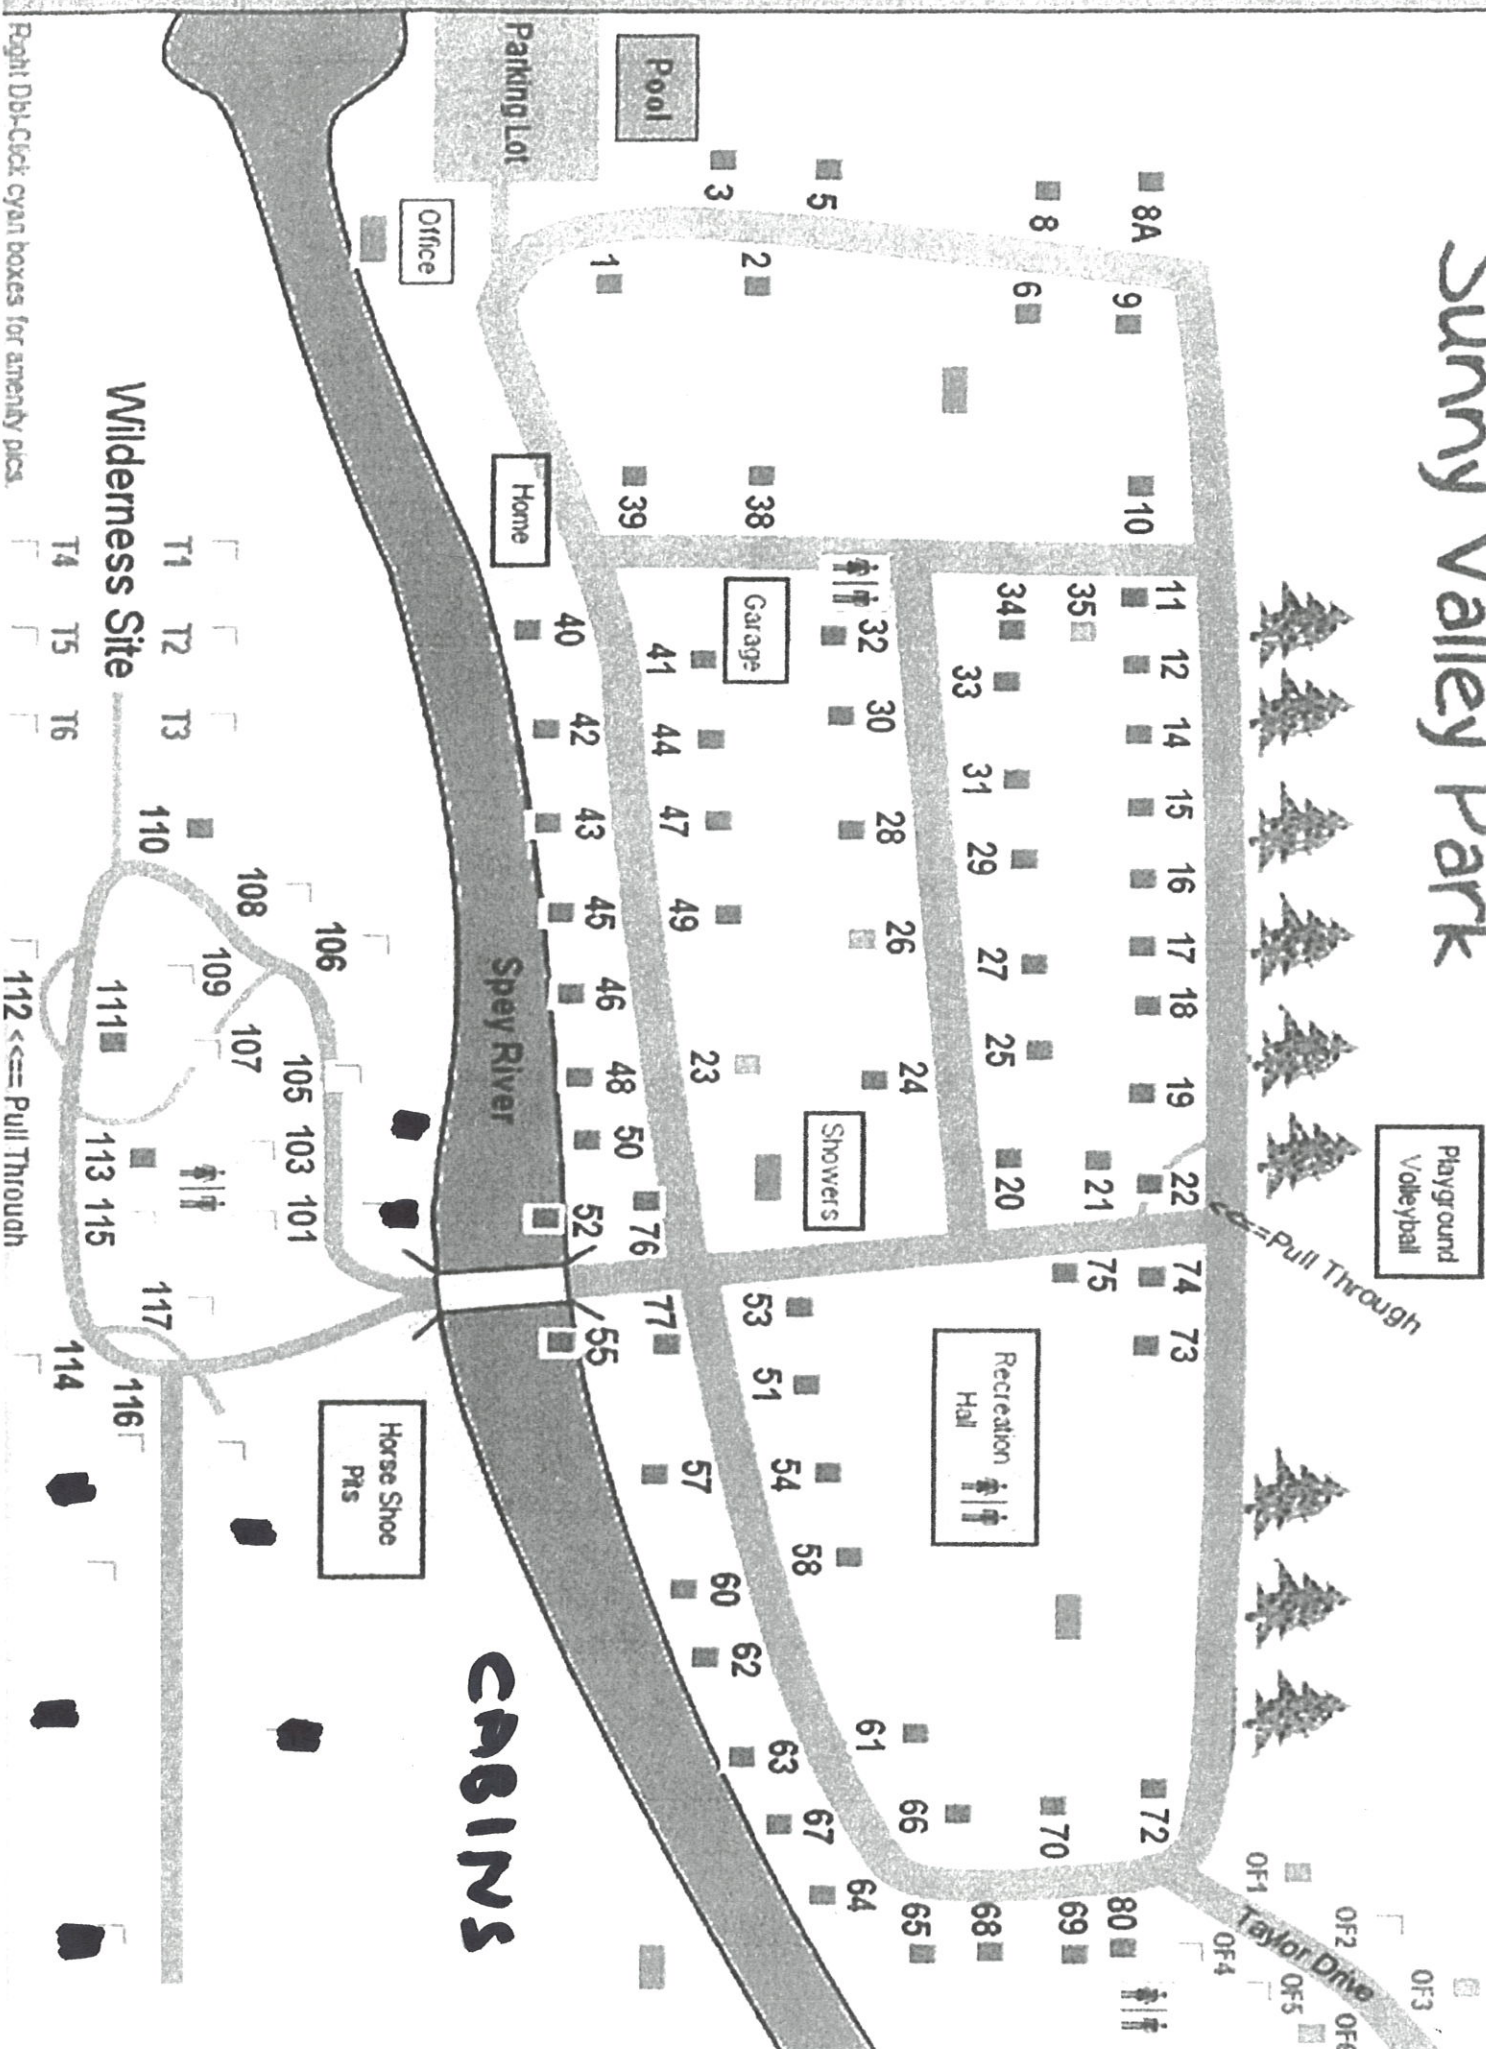 Sunny Valley Park
Playground
Volleyball
<<==Pull Through
8A
9
10
11
12
14
15
16
17
18
19
22
74
73
72
OF1
OF2
OF3
Taylor Drive
OF4
OF5
OF6
8
6
35
34
33
31
29
27
25
20
21
75
Recreation
Hall
70
80
69
68
65
66
61
5
3
2
38
32
30
28
26
24
Showers
Garage
Pool
1
39
41
44
47
49
23
53
51
54
58
Parking Lot
Office
Home
40
42
43
45
46
48
50
52
76
77
55
57
60
62
63
67
64
Spey River
CABINS
Horse Shoe
Pits
Wilderness Site
T1
T2
T3
T4
T5
T6
110
108
106
109
107
105
103
101
111
113
115
117
114
116
112 <<== Pull Through
Right Dbl-Click cyan boxes for amenity pics.